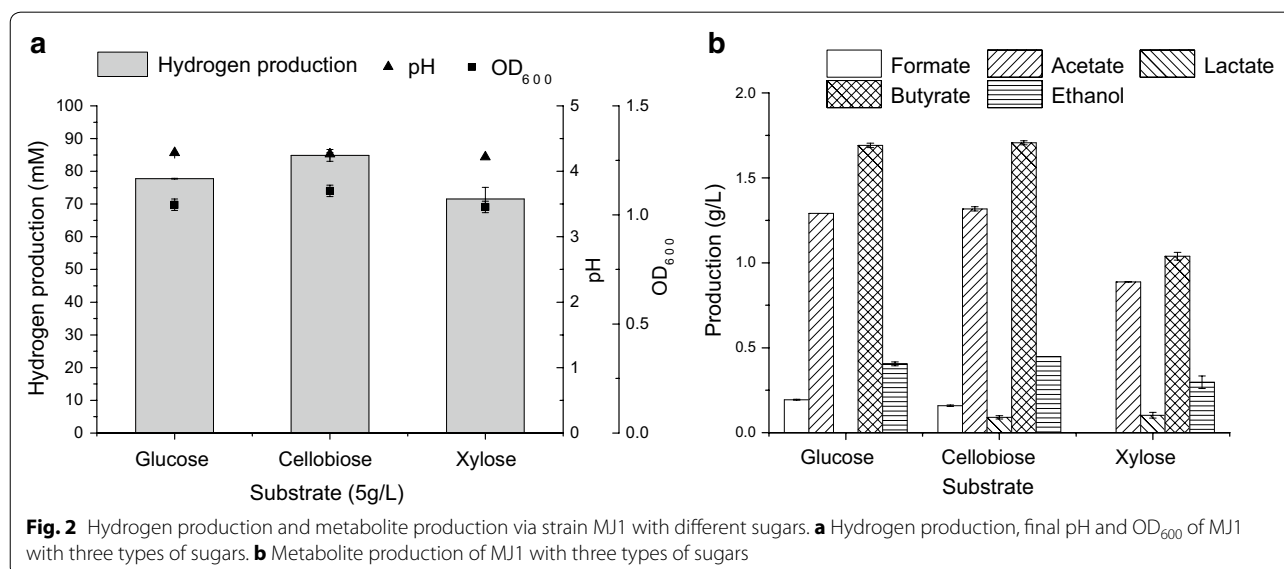 a
Hydrogen production pH OD600
100
90
80
70
60
50
40
30
20
10
0
Hydrogen production (mM)
5
4
3
2
1
0
pH
1.5
1.0
0.5
0.0
OD600
Glucose Cellobiose Xylose
Substrate (5g/L)
b
Formate Acetate Lactate
Butyrate Ethanol
2.0
1.5
1.0
0.5
0.0
Production (g/L)
Glucose Cellobiose Xylose
Substrate
Fig. 2 Hydrogen production and metabolite production via strain MJ1 with different sugars. a Hydrogen production, final pH and OD600 of MJ1
with three types of sugars. b Metabolite production of MJ1 with three types of sugars